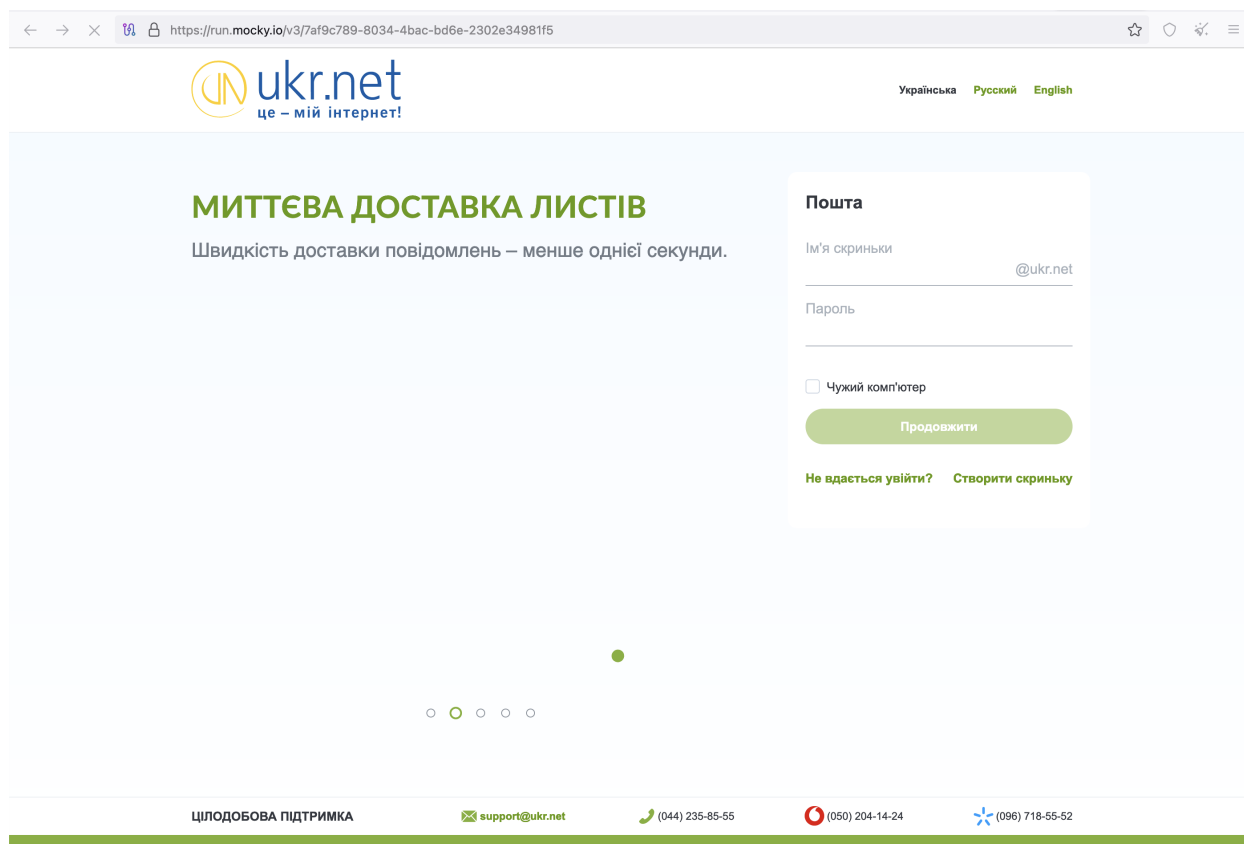 https://run.mocky.io/v3/7af9c789-8034-4bac-bd6e-2302e34981f5
ukr.net
це – мій інтернет!
Українська Русский English
МИТТЄВА ДОСТАВКА ЛИСТІВ
Швидкість доставки повідомлень – менше однієї секунди.
Пошта
Ім'я скриньки
@ukr.net
Пароль
Чужий комп'ютер
Продовжити
Не вдається увійти? Створити скриньку
ЦІЛОДОБОВА ПІДТРИМКА support@ukr.net (044) 235-85-55 (050) 204-14-24 (096) 718-55-52